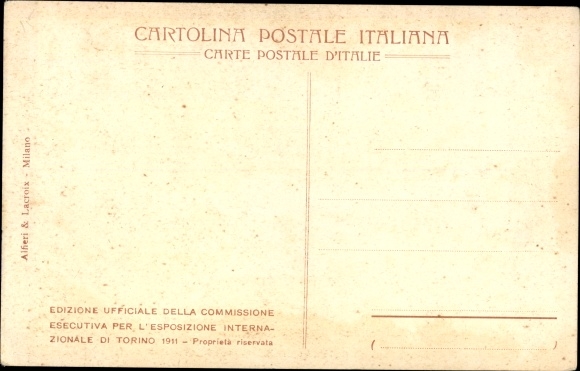 CARTOLINA POSTALE ITALIANA
CARTE POSTALE D'ITALIE
Alfieri & Lacroix - Milano
EDIZIONE UFFICIALE DELLA COMMISSIONE
ESECUTIVA PER L'ESPOSIZIONE INTERNA-
ZIONALE DI TORINO 1911 - Proprietà riservata
(                    )